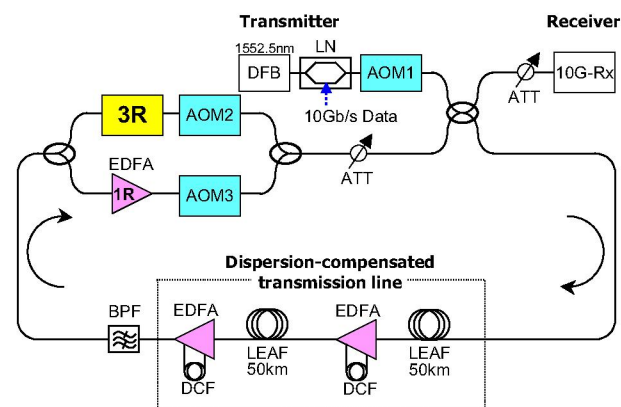 Transmitter
Receiver
1552.5nm
LN
DFB
AOM1
10G-Rx
ATT
10Gb/s Data
3R
AOM2
EDFA
1R
AOM3
ATT
Dispersion-compensated
transmission line
BPF
EDFA
EDFA
LEAF
50km
LEAF
50km
DCF
DCF